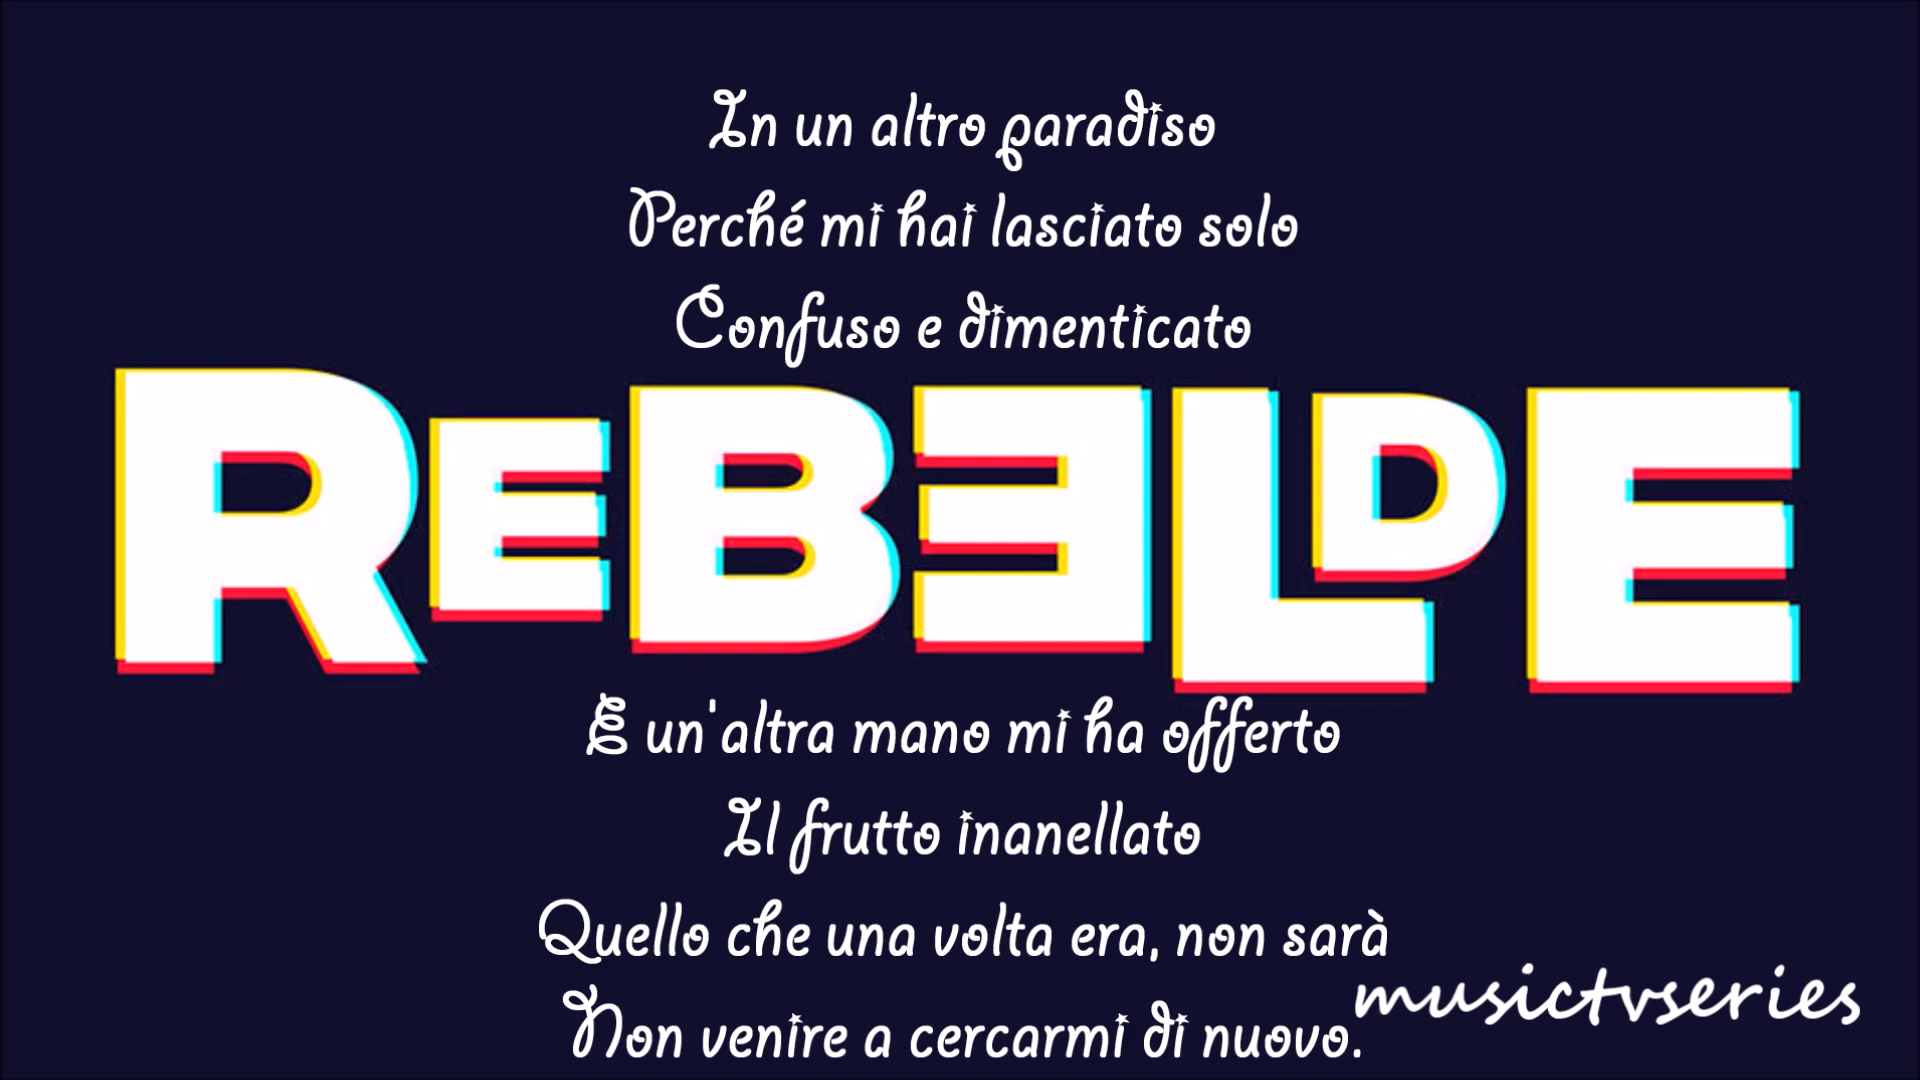 In un altro paradiso
Perché mi hai lasciato solo
Confuso e dimenticato
REBELDE
E un'altra mano mi ha offerto
Il frutto inanellato
Quello che una volta era, non sarà
Non venire a cercarmi di nuovo.
musictvseries